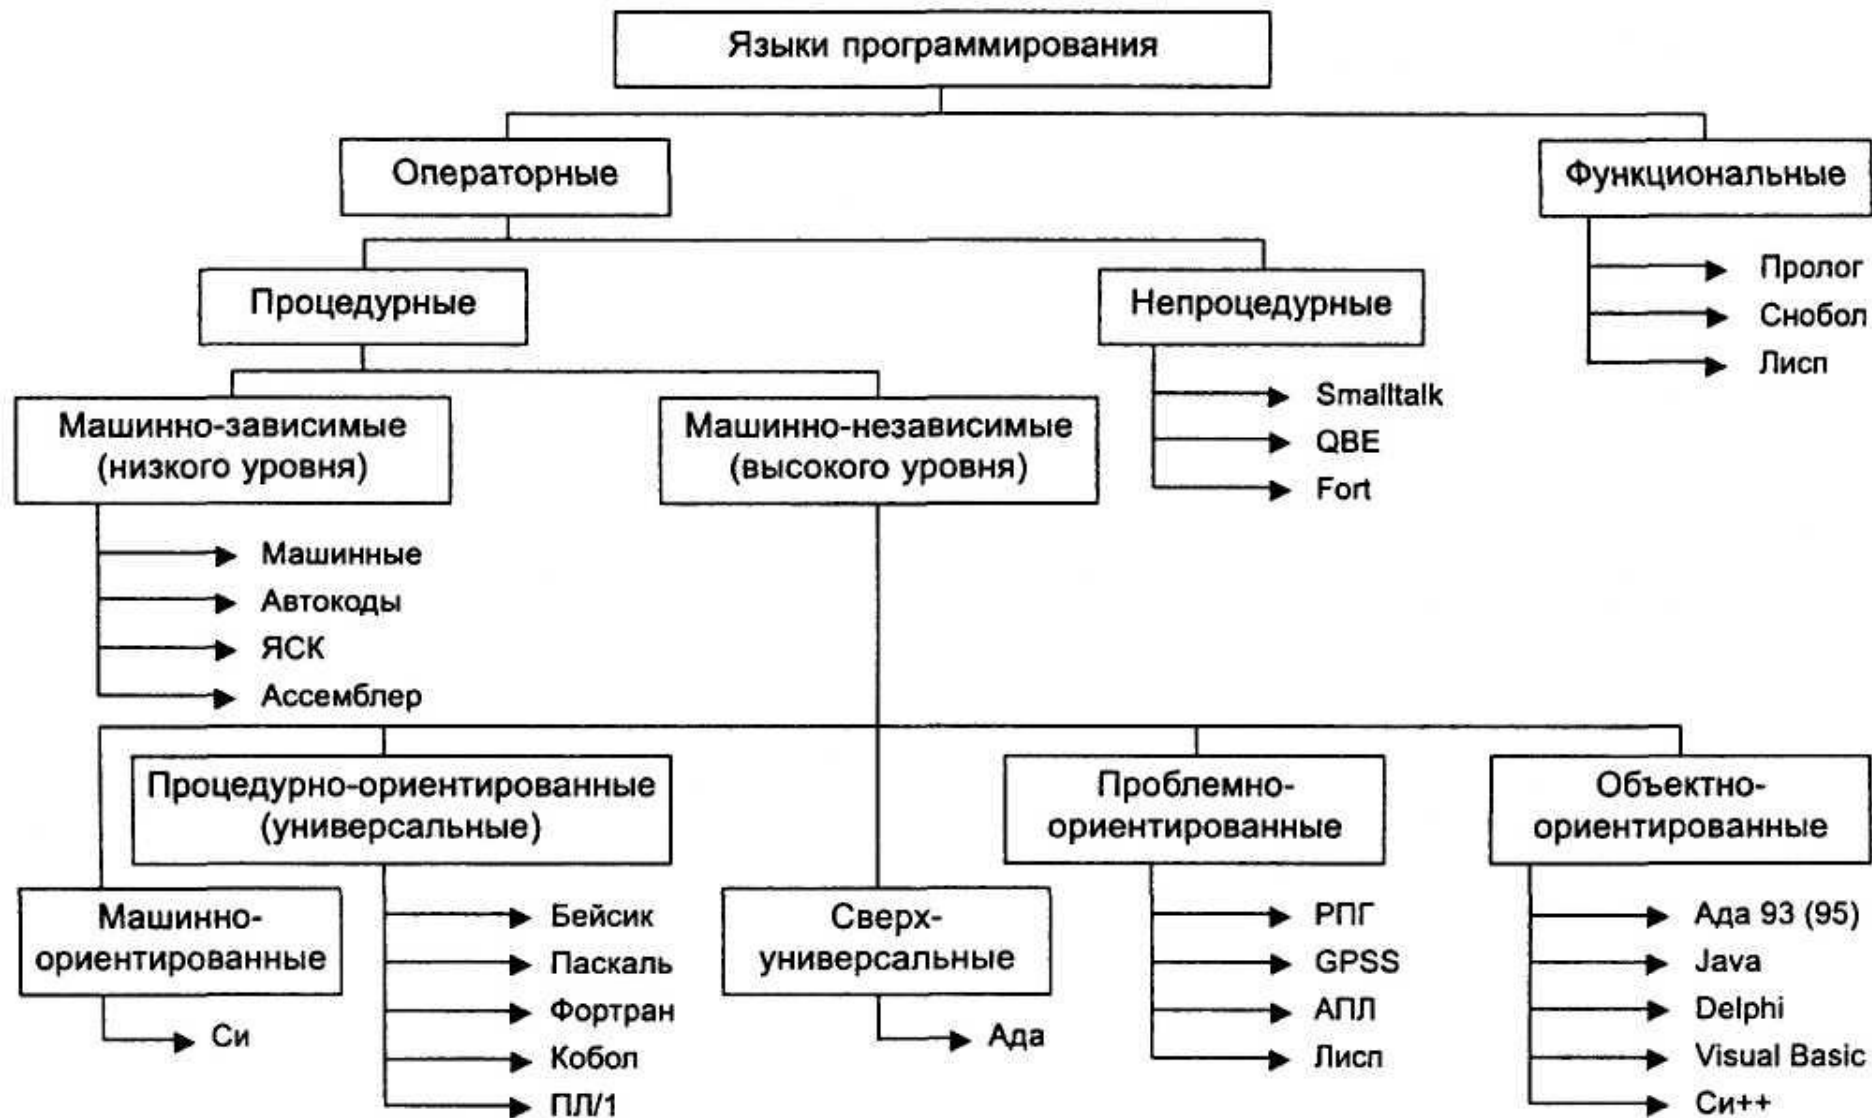 Языки программирования
Операторные
Функциональные
Процедурные
Непроцедурные
Пролог
Снобол
Лисп
Машинно-зависимые
(низкого уровня)
Машинно-независимые
(высокого уровня)
Smalltalk
QBE
Fort
Машинные
Автокоды
ЯСК
Ассемблер
Процедурно-ориентированные
(универсальные)
Проблемно-
ориентированные
Объектно-
ориентированные
Машинно-
ориентированные
Си
Бейсик
Паскаль
Фортран
Кобол
ПЛ/1
Сверх-
универсальные
Ада
РПГ
GPSS
АПЛ
Лисп
Ада 93 (95)
Java
Delphi
Visual Basic
Си++